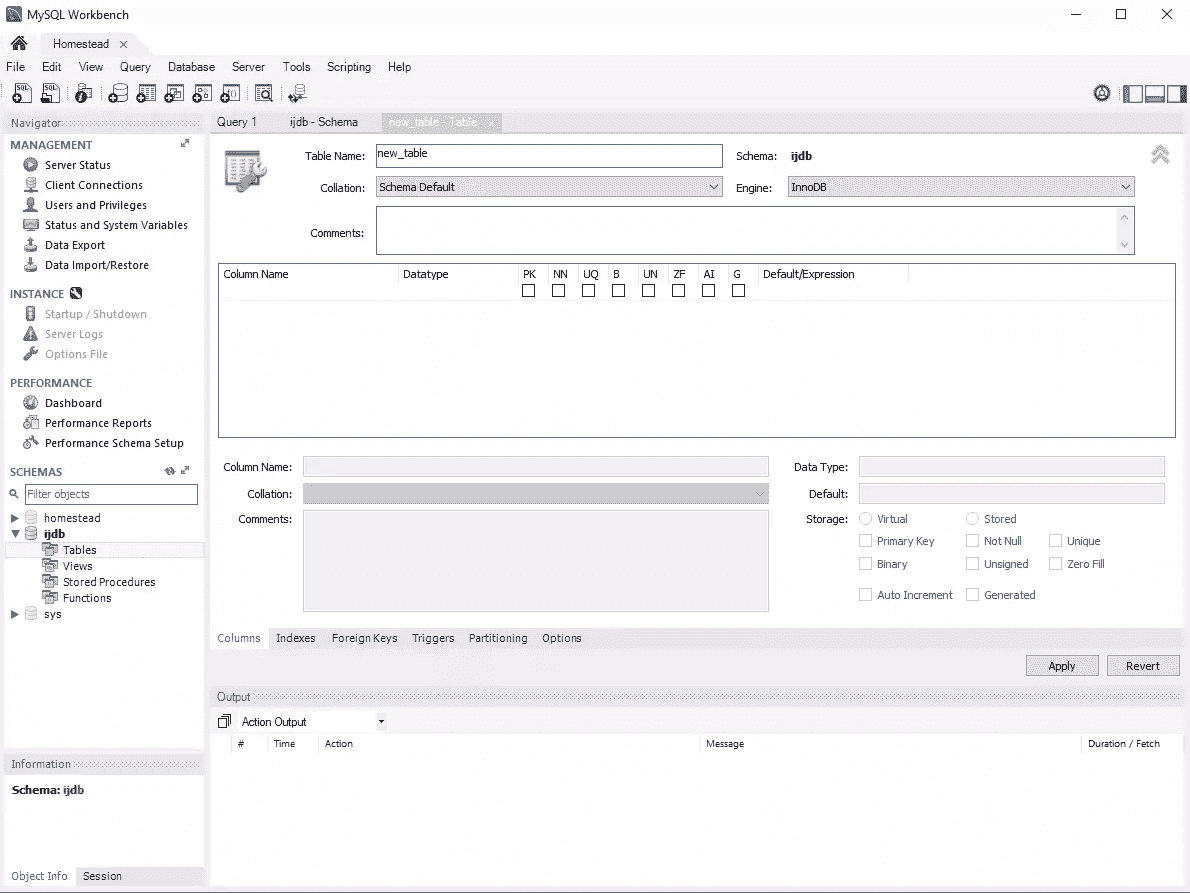 MySQL Workbench
Homestead
File Edit View Query Database Server Tools Scripting Help
Navigator
MANAGEMENT
Server Status
Client Connections
Users and Privileges
Status and System Variables
Data Export
Data Import/Restore
INSTANCE
Startup / Shutdown
Server Logs
Options File
PERFORMANCE
Dashboard
Performance Reports
Performance Schema Setup
SCHEMAS
Filter objects
homestead
ijdb
Tables
Views
Stored Procedures
Functions
sys
Information
Schema: ijdb
Object Info Session
Query 1 ijdb - Schema new_table - Table
Table Name: new_table Schema: ijdb
Collation: Schema Default Engine: InnoDB
Comments:
Column Name Datatype PK NN UQ B UN ZF AI G Default/Expression
Column Name: Data Type:
Collation: Default:
Comments: Storage: Virtual Stored
Primary Key Not Null Unique
Binary Unsigned Zero Fill
Auto Increment Generated
Columns Indexes Foreign Keys Triggers Partitioning Options
Apply Revert
Output
Action Output
# Time Action Message Duration / Fetch